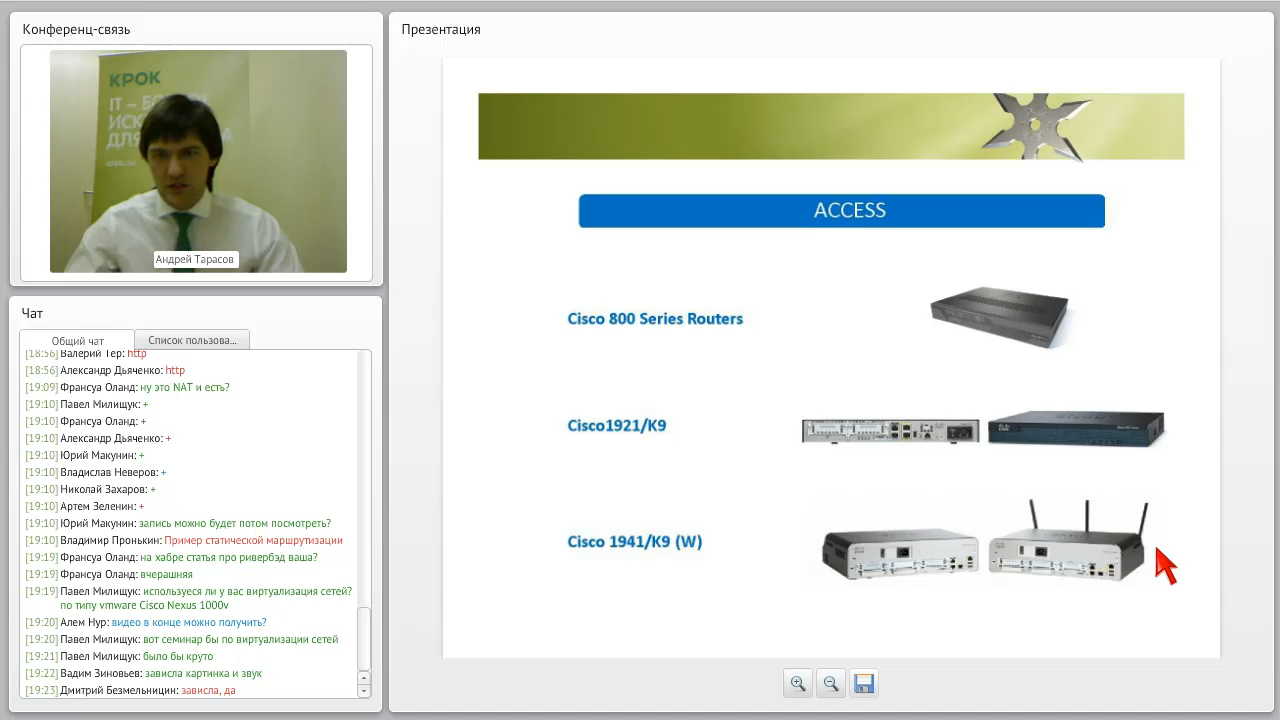 Конференц-связь
КРОК
IT –
ИСК
ДЛЯ
Андрей Тарасов
Чат
Общий чат
Список пользова...
[18:56] Валерий Тер: http
[18:56] Александр Дьяченко: http
[19:09] Франсуа Оланд: ну это NAT и есть?
[19:10] Павел Милищук: +
[19:10] Франсуа Оланд: +
[19:10] Александр Дьяченко: +
[19:10] Юрий Макунин: +
[19:10] Владислав Неверов: +
[19:10] Николай Захаров: +
[19:10] Артем Зеленин: +
[19:10] Юрий Макунин: запись можно будет потом посмотреть?
[19:10] Владимир Пронькин: Пример статической маршрутизации
[19:19] Франсуа Оланд: на хабре статья про ривербэд ваша?
[19:19] Франсуа Оланд: вчерашняя
[19:19] Павел Милищук: используеся ли у вас виртуализация сетей?
по типу vmware Cisco Nexus 1000v
[19:20] Алем Нур: видео в конце можно получить?
[19:20] Павел Милищук: вот семинар бы по виртуализации сетей
[19:21] Павел Милищук: было бы круто
[19:22] Вадим Зиновьев: зависла картинка и звук
[19:23] Дмитрий Безмельницин: зависла, да
Презентация
ACCESS
Cisco 800 Series Routers
Cisco1921/K9
Cisco 1941/K9 (W)